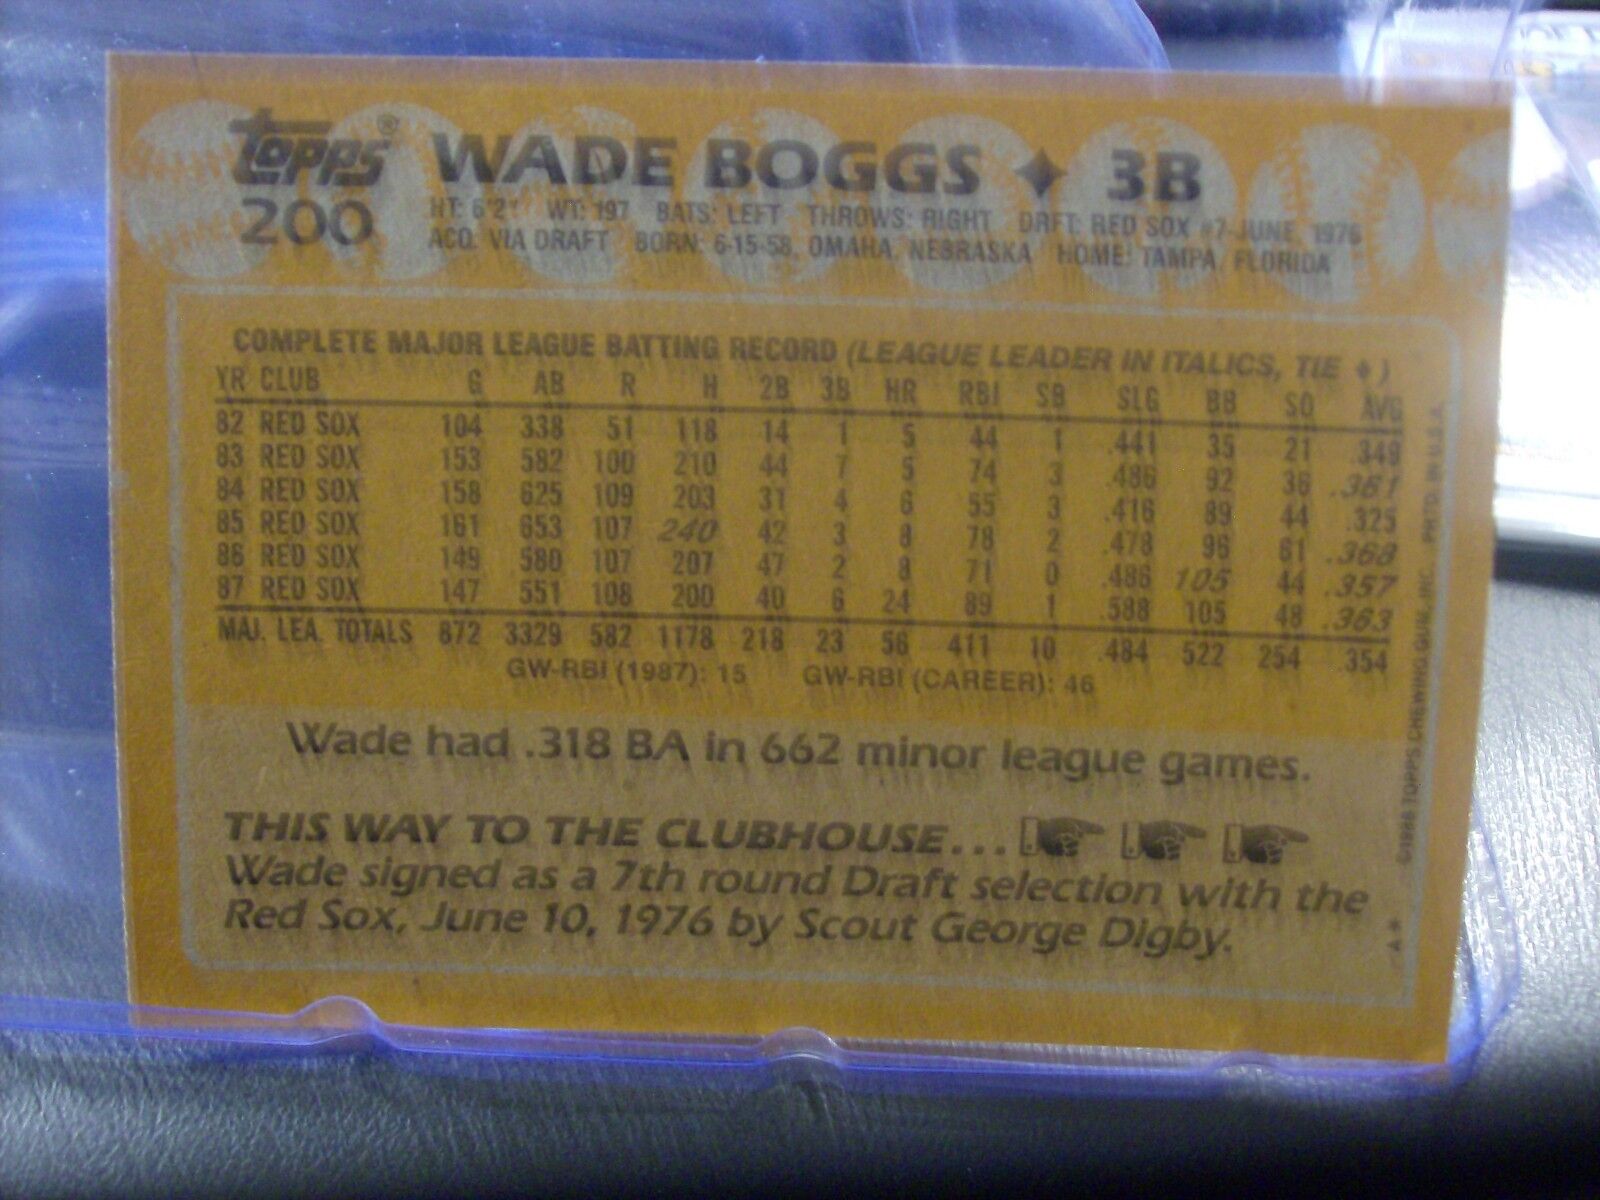 topps® WADE BOGGS ✦ 3B
200
HT: 6'2" WT: 197 BATS: LEFT THROWS: RIGHT DRFT: RED SOX #7-JUNE, 1976
ACQ. VIA DRAFT BORN: 6-15-58, OMAHA, NEBRASKA HOME: TAMPA, FLORIDA
COMPLETE MAJOR LEAGUE BATTING RECORD (LEAGUE LEADER IN ITALICS, TIE ♦)
YR CLUB G AB R H 2B 3B HR RBI SB SLG BB SO AVG
82 RED SOX 104 338 51 118 14 1 5 44 1 .441 35 21 .349
83 RED SOX 153 582 100 210 44 7 5 74 3 .486 92 36 .361
84 RED SOX 158 625 109 203 31 4 6 55 3 .416 89 44 .325
85 RED SOX 161 653 107 240 42 3 8 78 2 .478 96 61 .368
86 RED SOX 149 580 107 207 47 2 8 71 0 .486 105 44 .357
87 RED SOX 147 551 108 200 40 6 24 89 1 .588 105 48 .363
MAJ. LEA. TOTALS 872 3329 582 1178 218 23 56 411 10 .484 522 254 .354
GW-RBI (1987): 15 GW-RBI (CAREER): 46
Wade had .318 BA in 662 minor league games.
THIS WAY TO THE CLUBHOUSE...
Wade signed as a 7th round Draft selection with the
Red Sox, June 10, 1976 by Scout George Digby.
TOPPS CHEWING GUM, INC. PRTD. IN U.S.A.